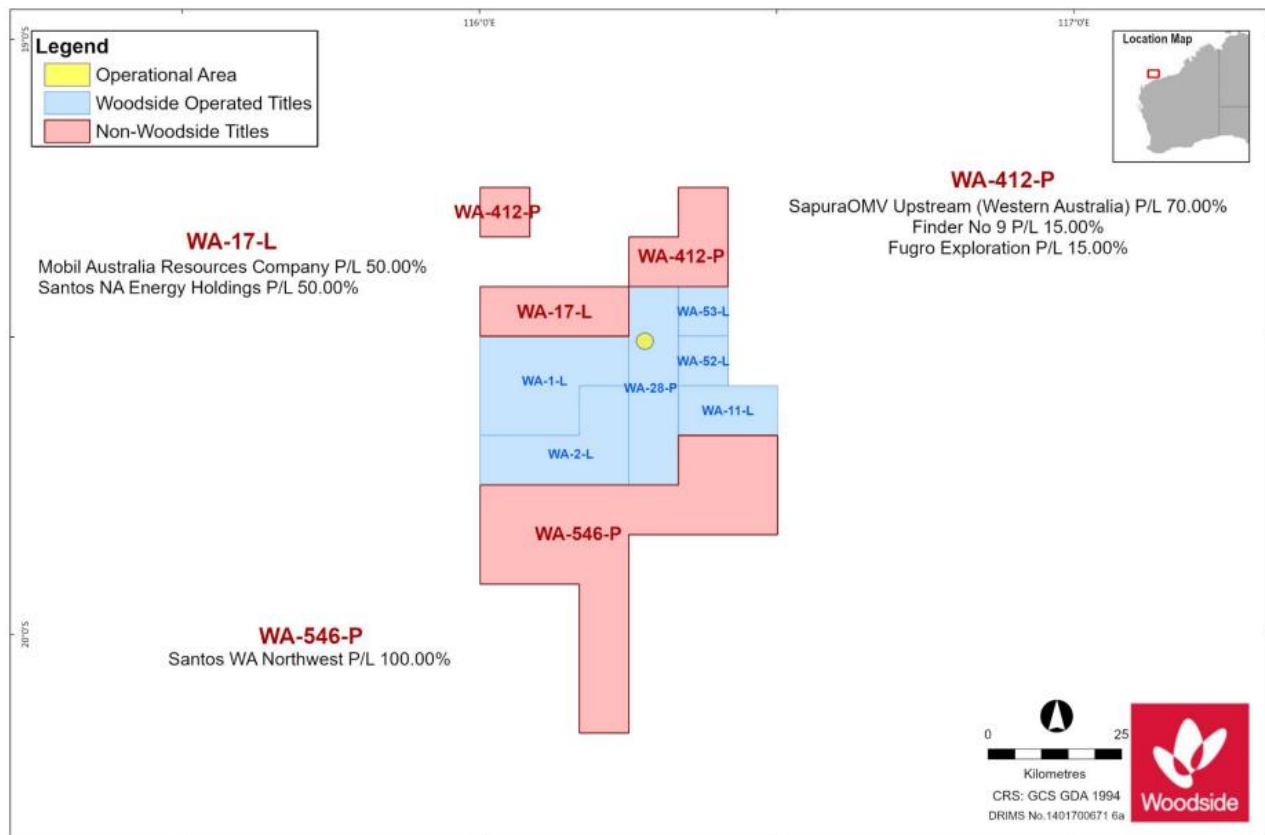 116°0'E
117°0'E
19°0'S
Legend
Operational Area
Woodside Operated Titles
Non-Woodside Titles
Location Map
WA-412-P
SapuraOMV Upstream (Western Australia) P/L 70.00%
Finder No 9 P/L 15.00%
Fugro Exploration P/L 15.00%
WA-412-P
WA-17-L
Mobil Australia Resources Company P/L 50.00%
Santos NA Energy Holdings P/L 50.00%
WA-412-P
WA-17-L
WA-53-L
WA-52-L
WA-1-L
WA-28-P
WA-11-L
WA-2-L
WA-546-P
20°0'S
WA-546-P
Santos WA Northwest P/L 100.00%
0 25
Kilometres
CRS: GCS GDA 1994
DRIMS No.1401700671 6a
Woodside